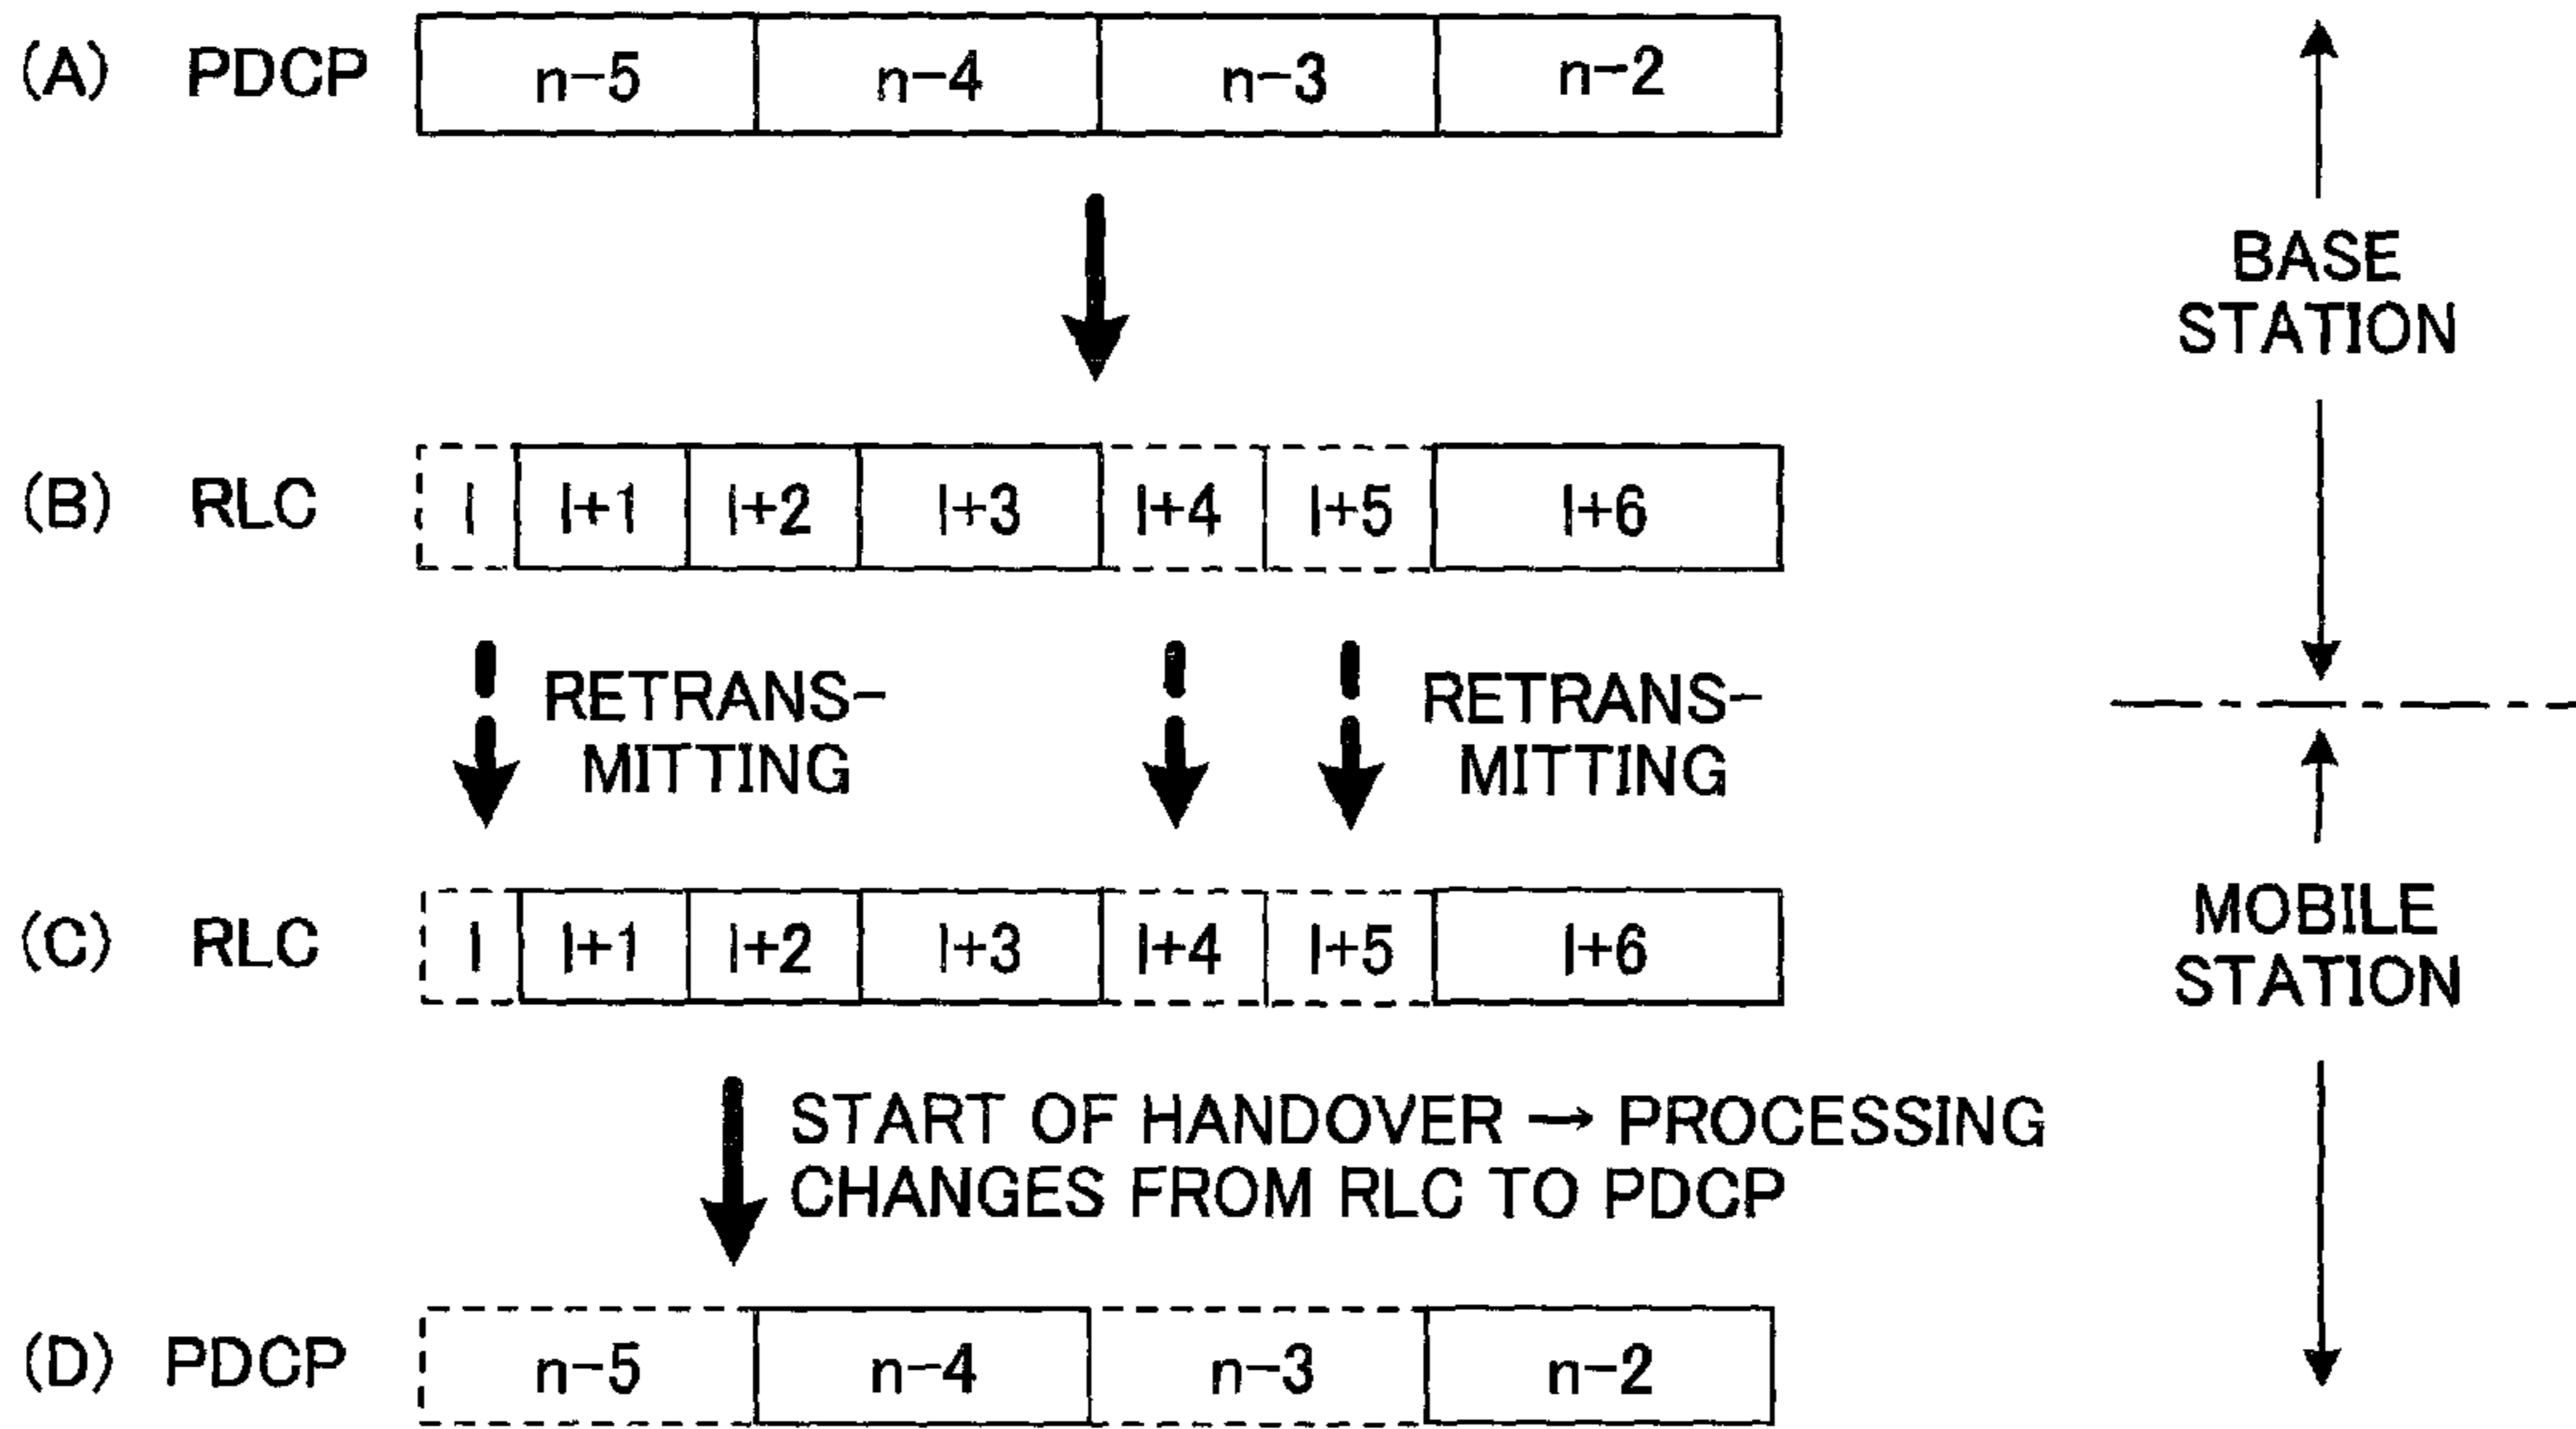 (A) PDCP n-5 n-4 n-3 n-2
BASE
STATION
(B) RLC l l+1 l+2 l+3 l+4 l+5 l+6
RETRANS-
MITTING
RETRANS-
MITTING
(C) RLC l l+1 l+2 l+3 l+4 l+5 l+6
MOBILE
STATION
START OF HANDOVER → PROCESSING
CHANGES FROM RLC TO PDCP
(D) PDCP n-5 n-4 n-3 n-2